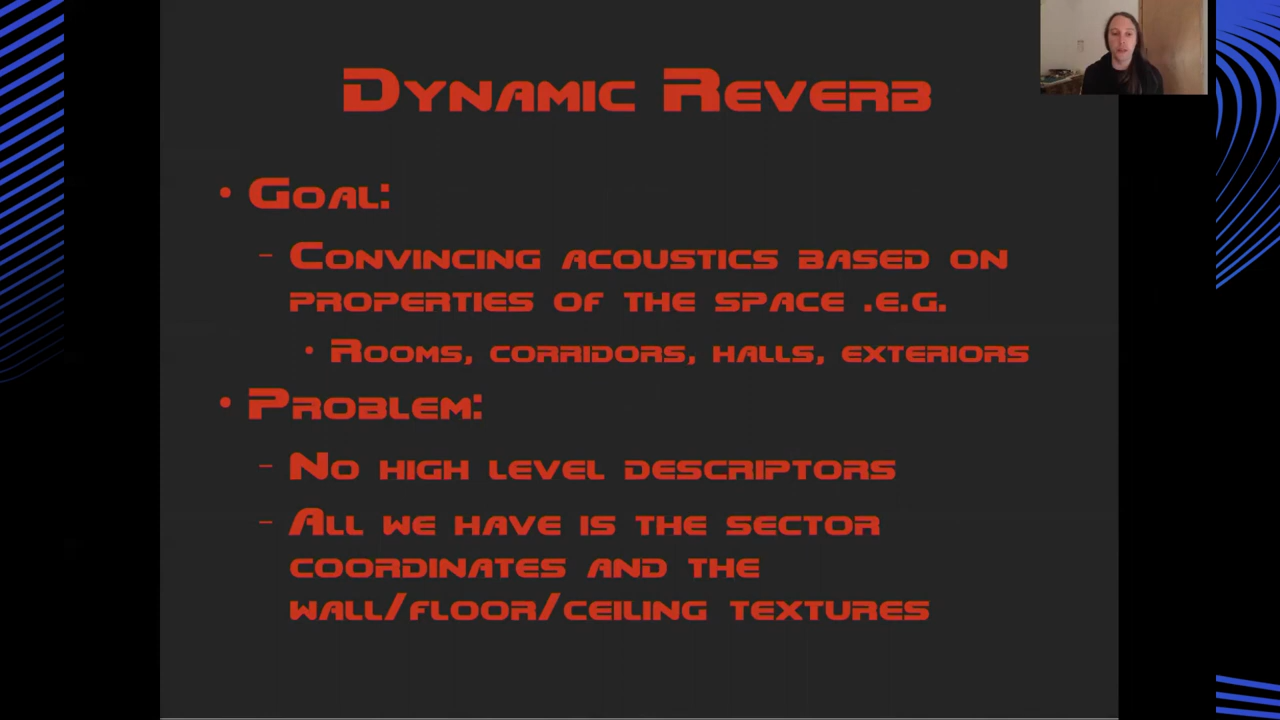 Dynamic Reverb
• Goal:
– Convincing acoustics based on
properties of the space .e.g.
• Rooms, corridors, halls, exteriors
• Problem:
– No high level descriptors
– All we have is the sector
coordinates and the
wall/floor/ceiling textures